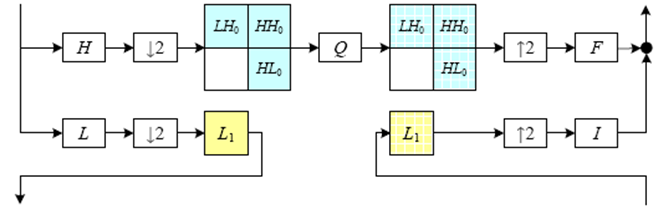 LH₀ HH₀ LH₀ HH₀
H ↓2 Q ↑2 F
HL₀ HL₀
L ↓2 L₁ L₁ ↑2 I